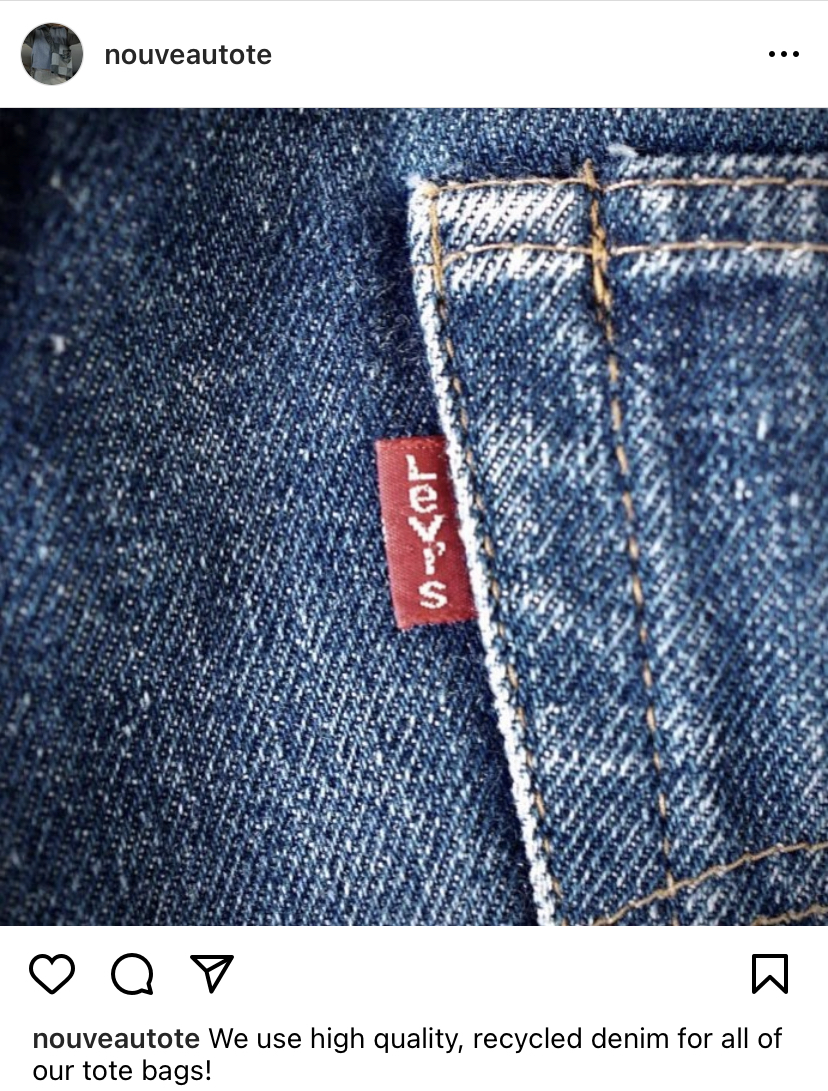 nouveautote
Levi's
nouveautote We use high quality, recycled denim for all of
our tote bags!